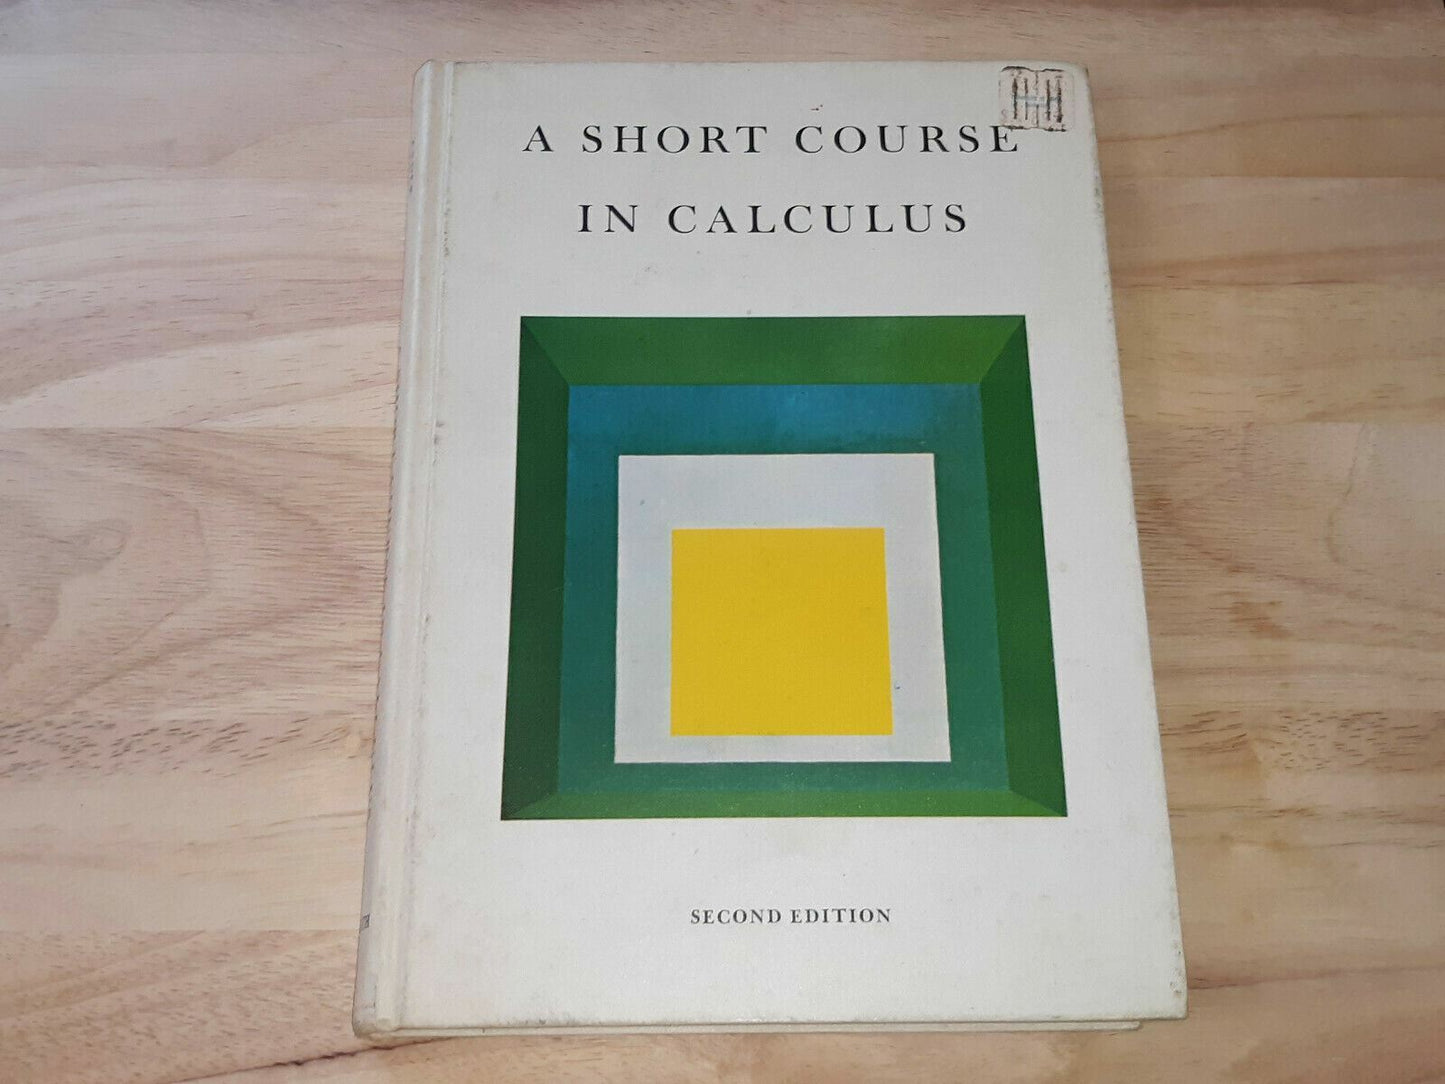 A SHORT COURSE
IN CALCULUS
SECOND EDITION